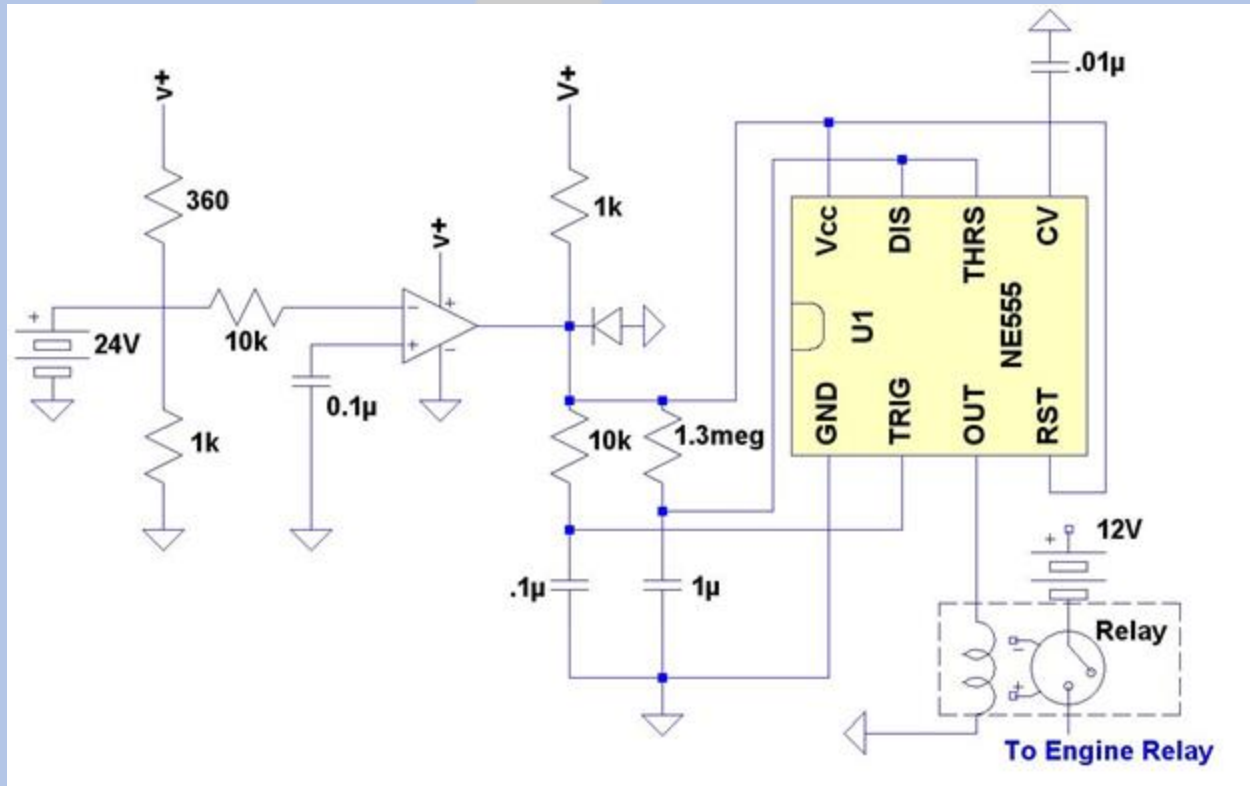 v+
360
1k
10k
24V
+
0.1µ
v+
−
+
+
−
V+
1k
10k
1.3meg
.1µ
1µ
.01µ
Vcc
DIS
THRS
CV
U1
NE555
GND
TRIG
OUT
RST
+
12V
Relay
−
+
To Engine Relay